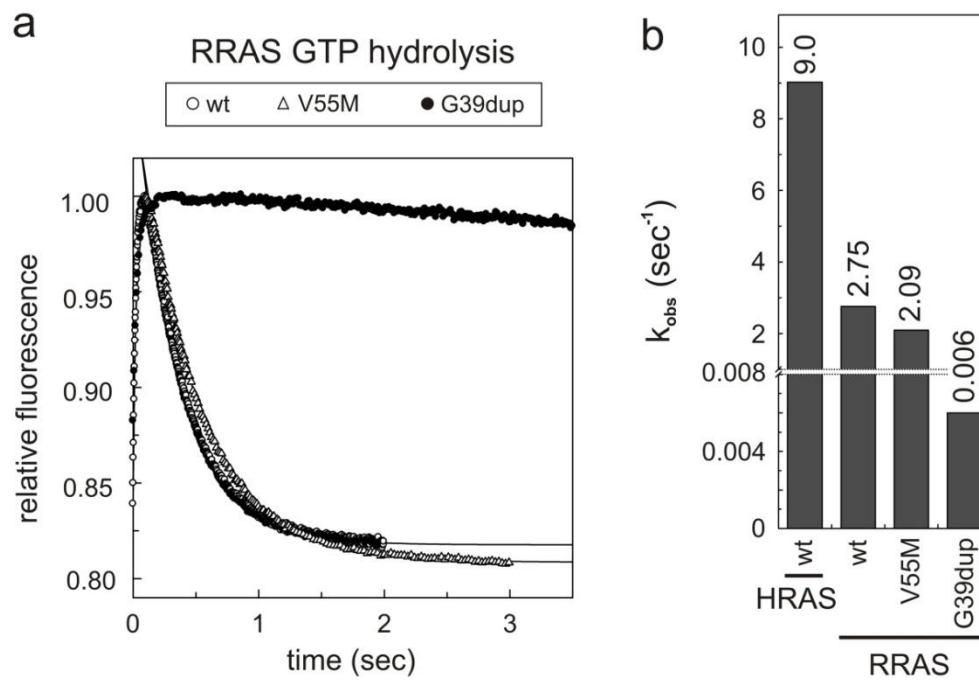 a
RRAS GTP hydrolysis
○ wt △ V55M ● G39dup
relative fluorescence
1.00
0.95
0.90
0.85
0.80
0 1 2 3
time (sec)
b
k_obs (sec⁻¹)
10
8
6
4
2
0.008
0.004
0
9.0
2.75
2.09
0.006
wt wt V55M G39dup
HRAS
RRAS